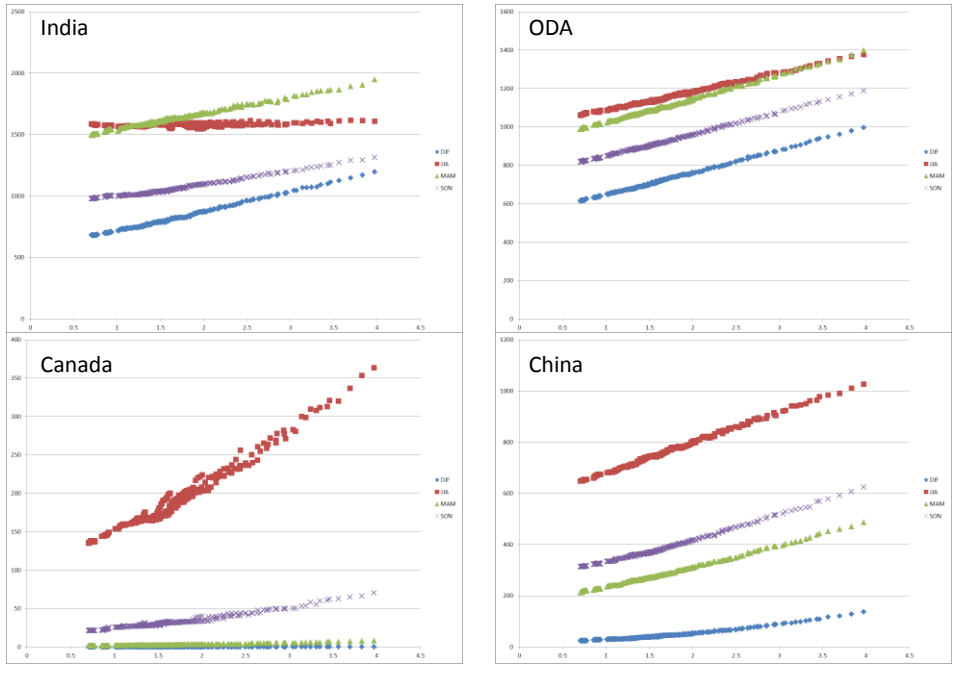 India
2500
2000
1500
1000
500
0
0 0.5 1 1.5 2 2.5 3 3.5 4 4.5
DJF
JJA
MAM
SON
ODA
1600
1400
1200
1000
800
600
400
200
0
0 0.5 1 1.5 2 2.5 3 3.5 4 4.5
DJF
JJA
MAM
SON
Canada
400
350
300
250
200
150
100
50
0
0 0.5 1 1.5 2 2.5 3 3.5 4 4.5
DJF
JJA
MAM
SON
China
1200
1000
800
600
400
200
0
0 0.5 1 1.5 2 2.5 3 3.5 4 4.5
DJF
JJA
MAM
SON